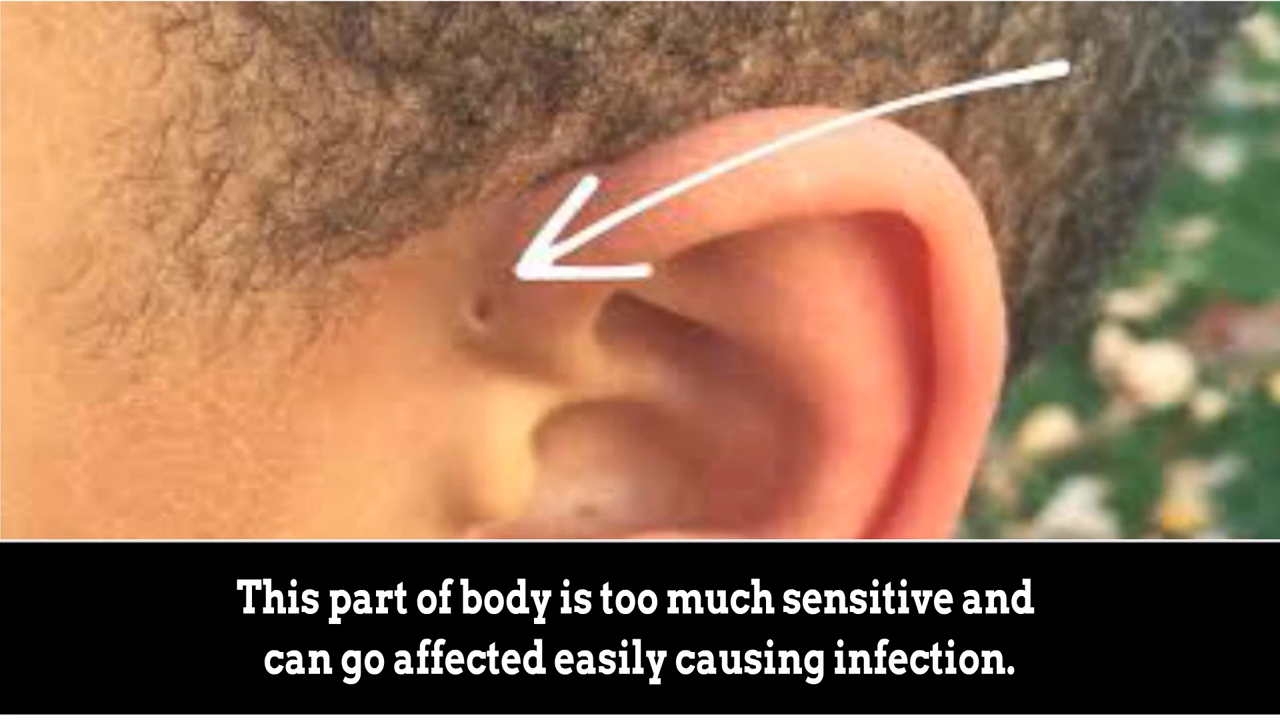 This part of body is too much sensitive and
can go affected easily causing infection.